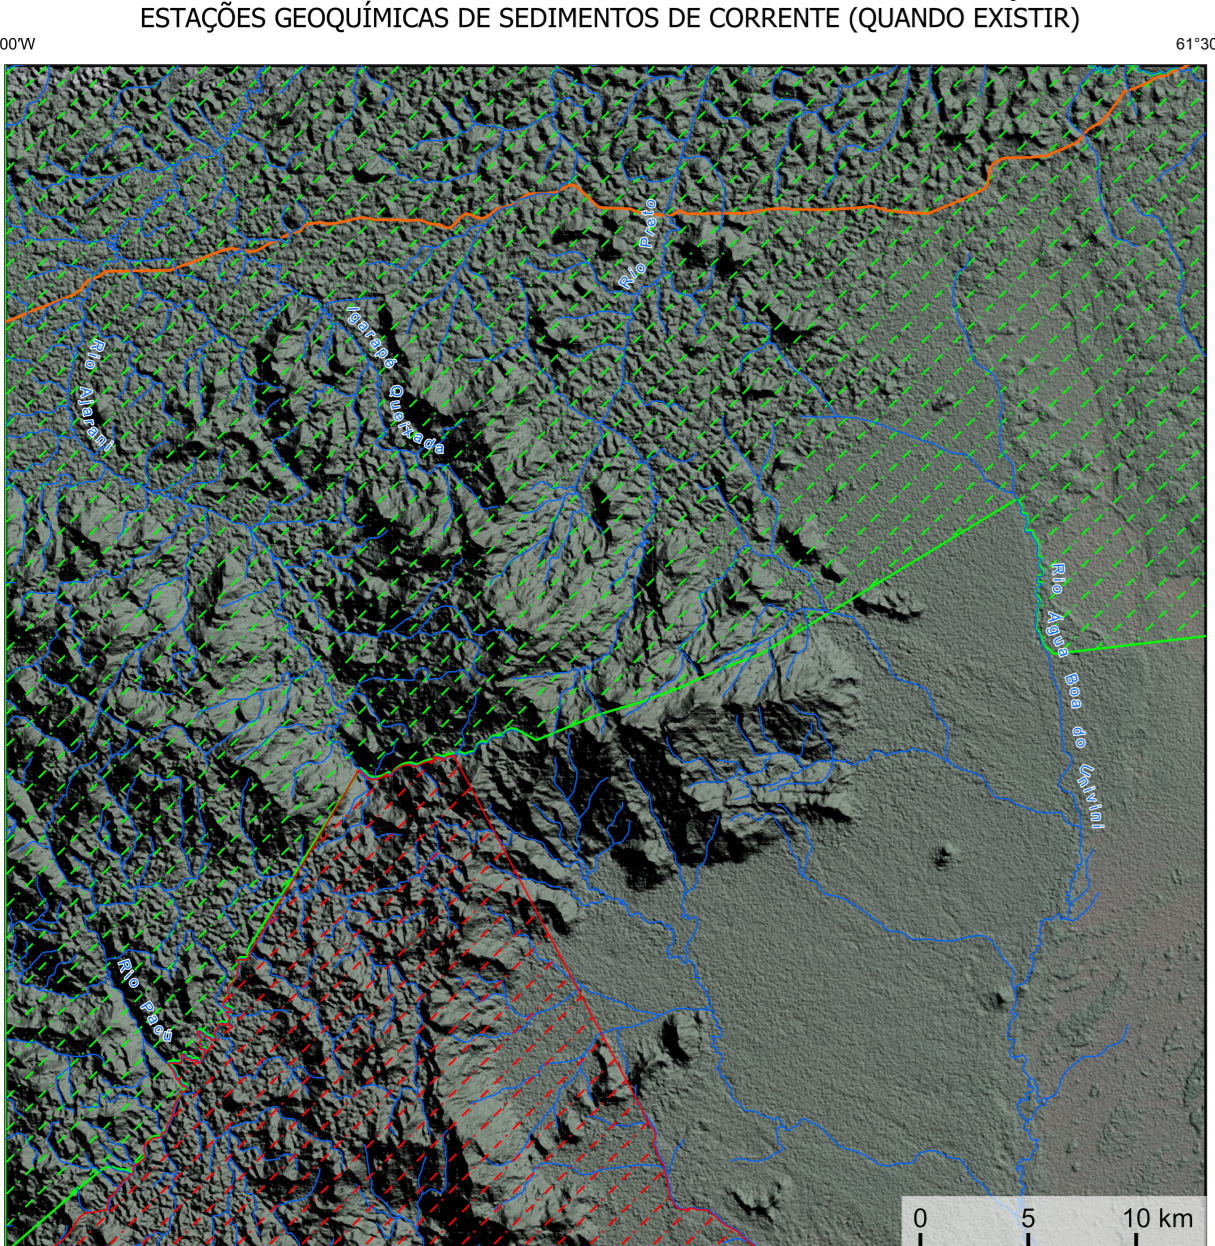 ESTAÇÕES GEOQUÍMICAS DE SEDIMENTOS DE CORRENTE (QUANDO EXISTIR)
00'W
61°30
Rio Preto
Igarapé Queixada
Rio Ajarani
Rio Água Boa do Univini
Rio Pacú
0 5 10 km